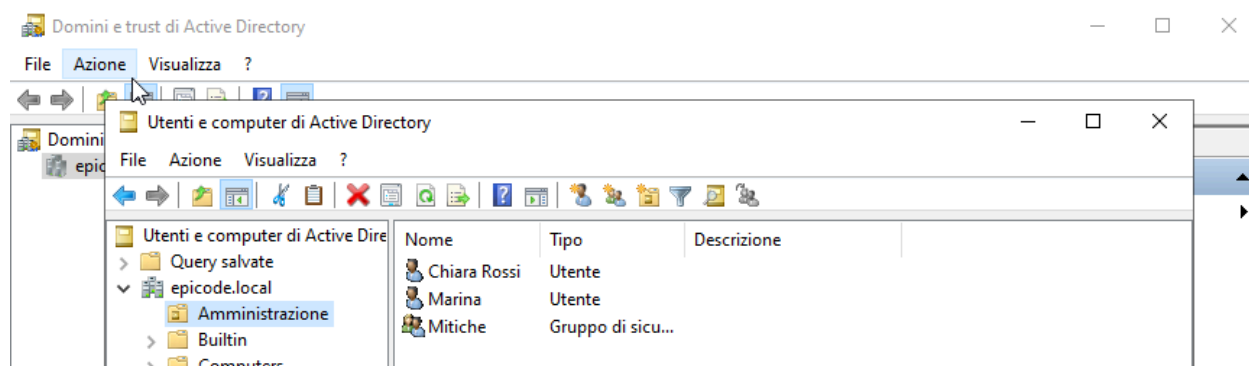 Domini e trust di Active Directory
File Azione Visualizza ?
Domini
epic
Utenti e computer di Active Directory
File Azione Visualizza ?
Utenti e computer di Active Dire
Query salvate
epicode.local
Amministrazione
Builtin
Computers
Nome Tipo Descrizione
Chiara Rossi Utente
Marina Utente
Mitiche Gruppo di sicu...